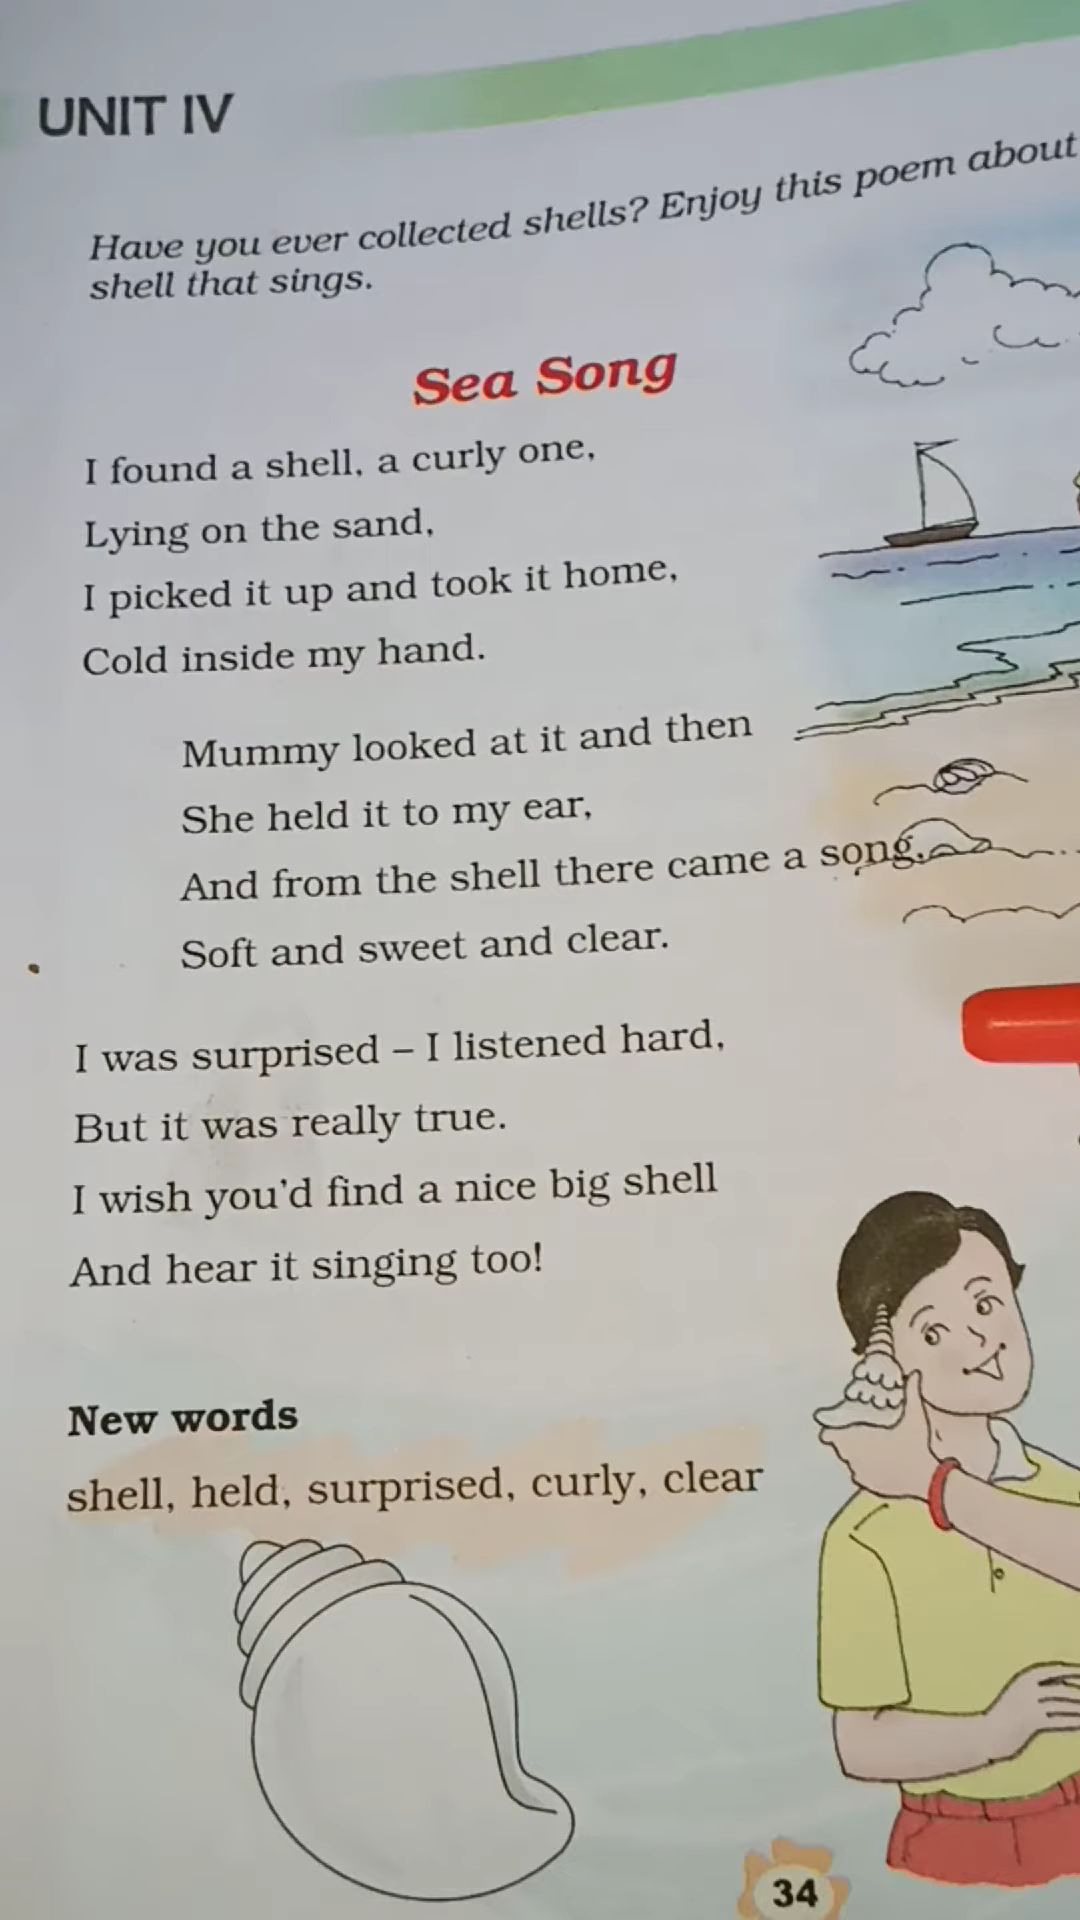 UNIT IV
Have you ever collected shells? Enjoy this poem about
shell that sings.
Sea Song
I found a shell, a curly one,
Lying on the sand,
I picked it up and took it home,
Cold inside my hand.
Mummy looked at it and then
She held it to my ear,
And from the shell there came a song,
Soft and sweet and clear.
I was surprised – I listened hard,
But it was really true.
I wish you'd find a nice big shell
And hear it singing too!
New words
shell, held, surprised, curly, clear
34